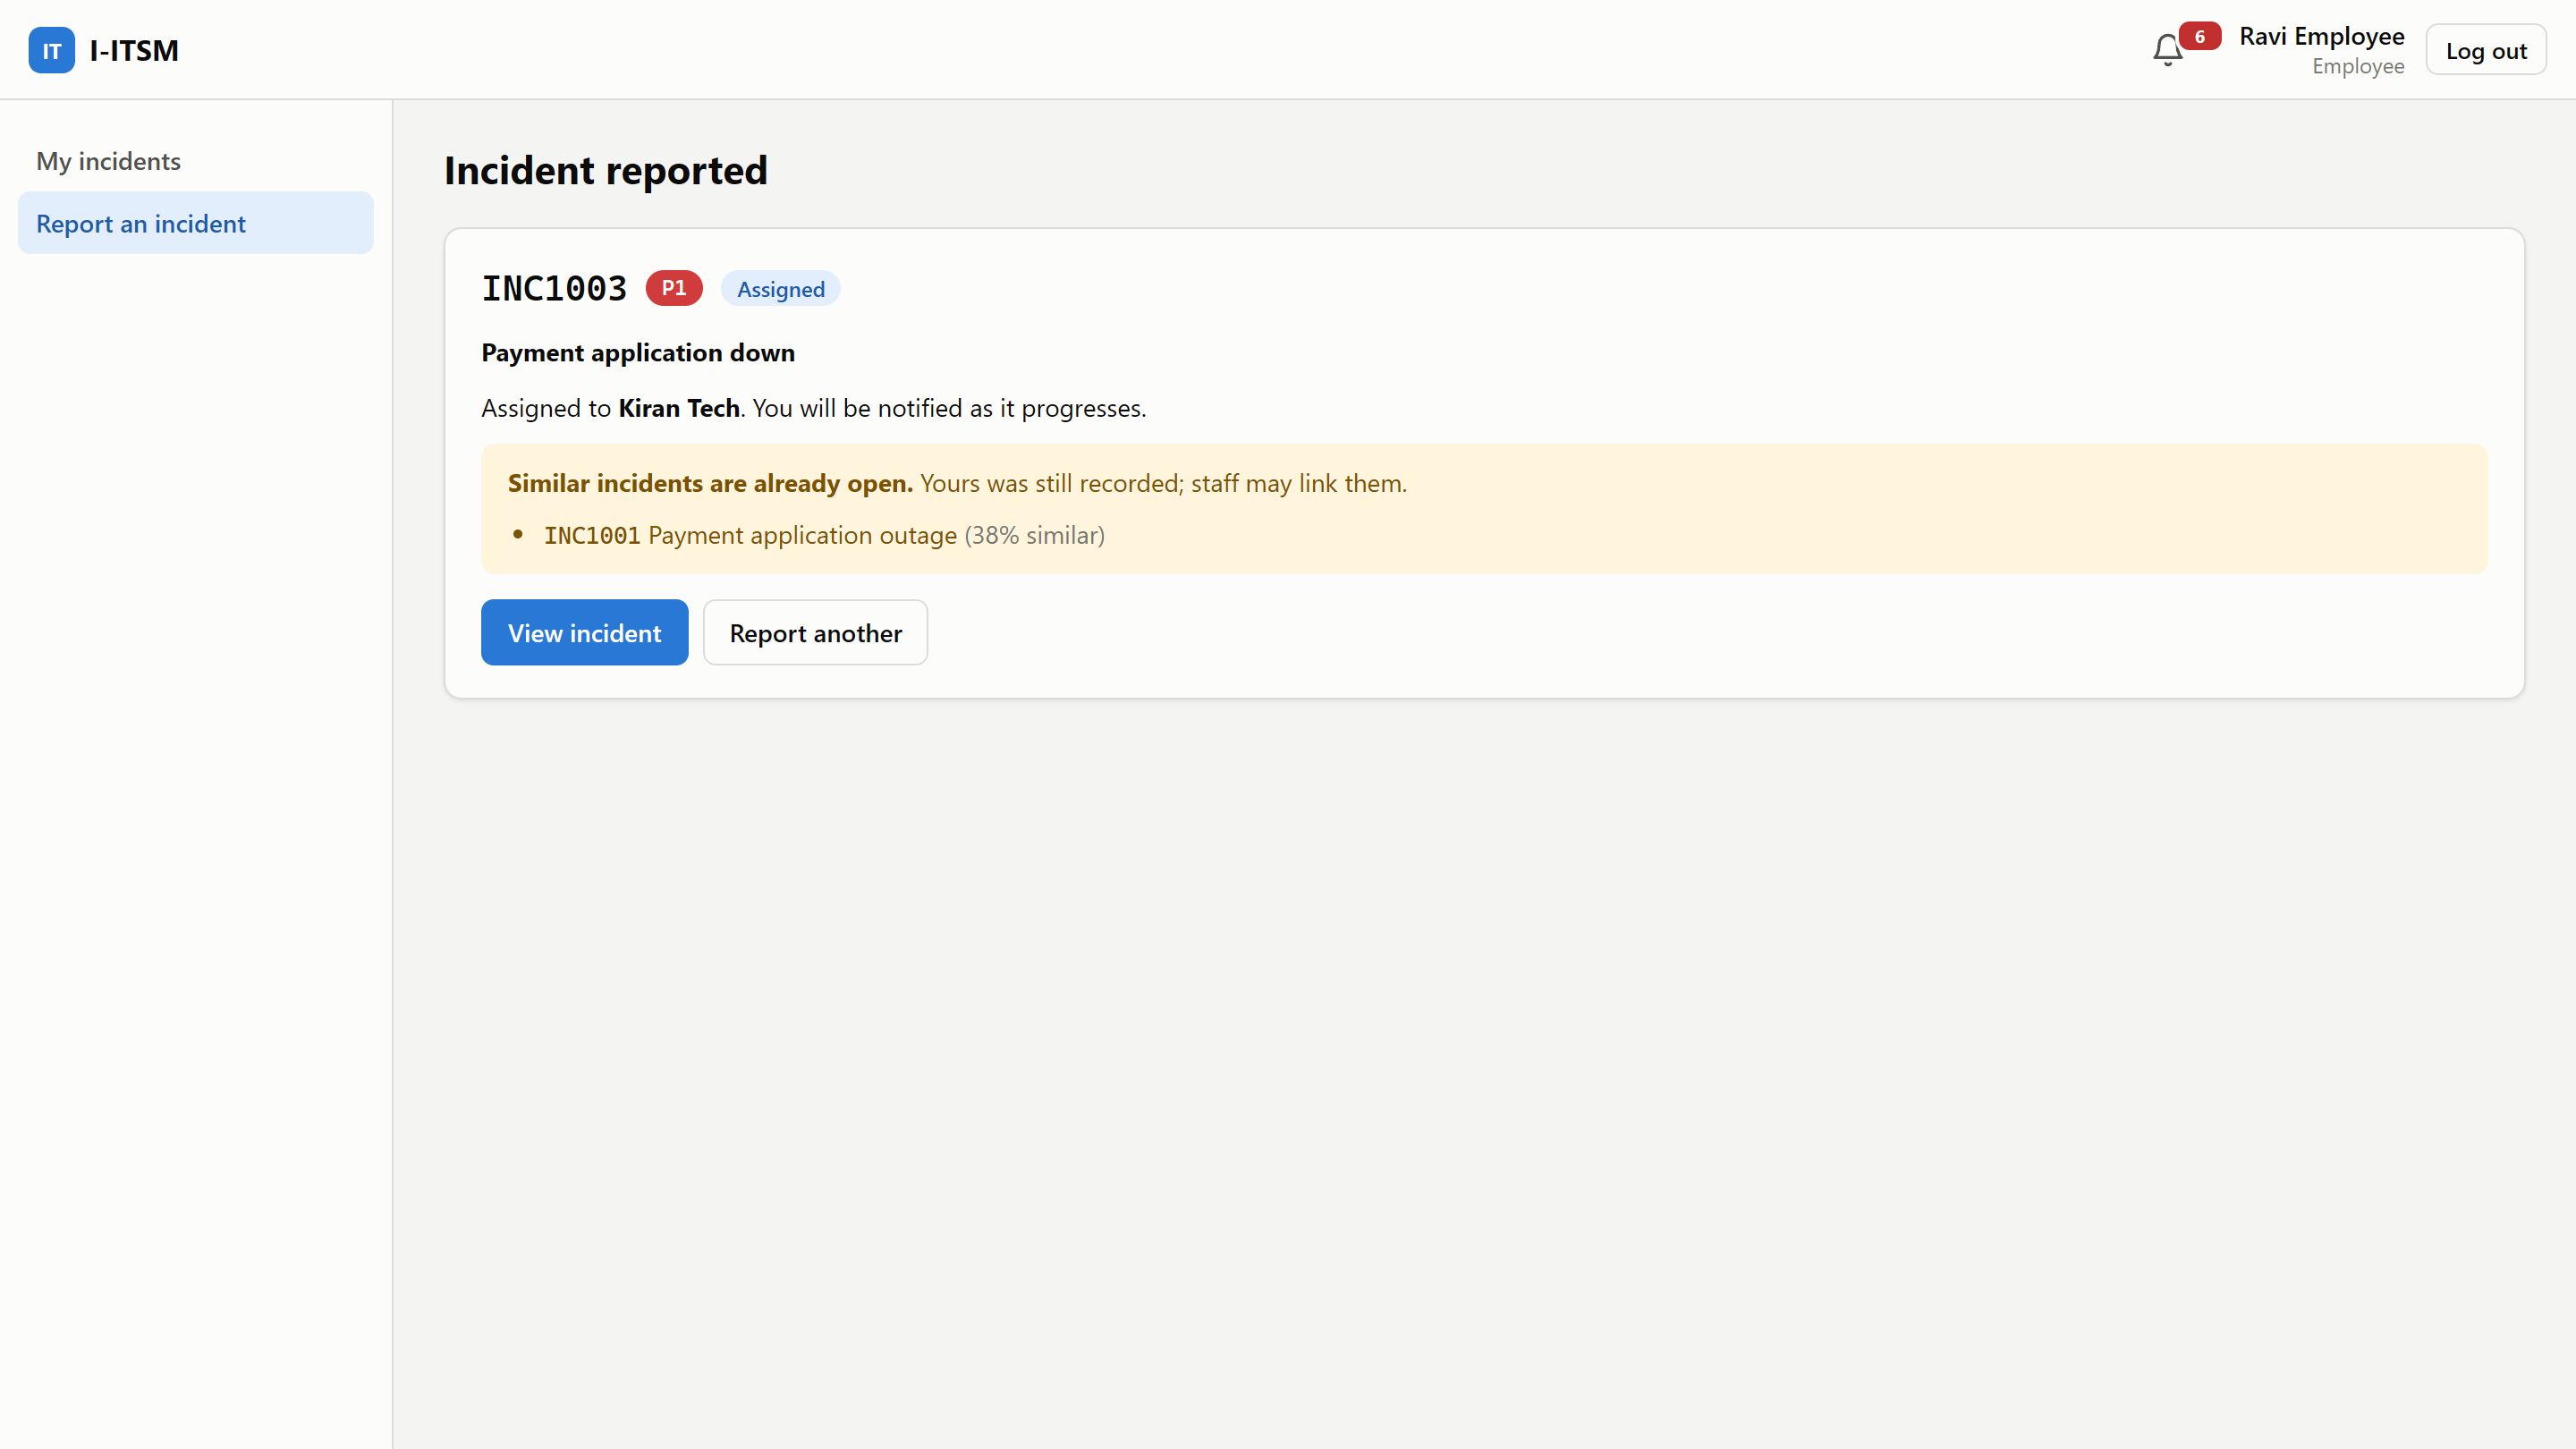 IT I-ITSM
6
Ravi Employee
Employee
Log out
My incidents
Report an incident
Incident reported
INC1003 P1 Assigned
Payment application down
Assigned to Kiran Tech. You will be notified as it progresses.
Similar incidents are already open. Yours was still recorded; staff may link them.
• INC1001 Payment application outage (38% similar)
View incident Report another